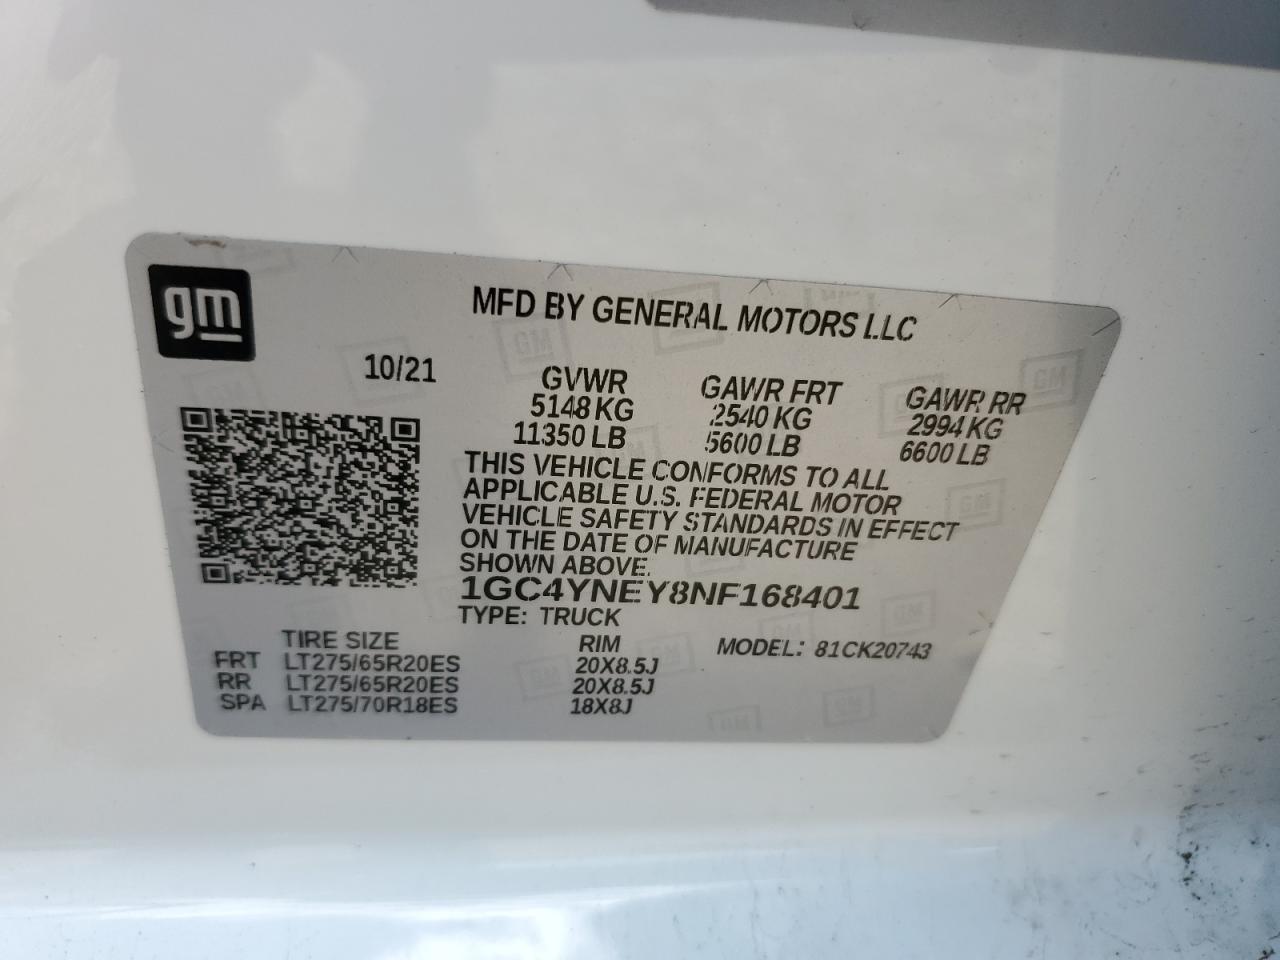 gm
MFD BY GENERAL MOTORS LLC
10/21
GVWR GAWR FRT GAWR RR
5148 KG 2540 KG 2994 KG
11350 LB 5600 LB 6600 LB
THIS VEHICLE CONFORMS TO ALL
APPLICABLE U.S. FEDERAL MOTOR
VEHICLE SAFETY STANDARDS IN EFFECT
ON THE DATE OF MANUFACTURE
SHOWN ABOVE.
1GC4YNEY8NF168401
TYPE: TRUCK
TIRE SIZE RIM MODEL: 81CK20743
FRT LT275/65R20ES 20X8.5J
RR LT275/65R20ES 20X8.5J
SPA LT275/70R18ES 18X8J